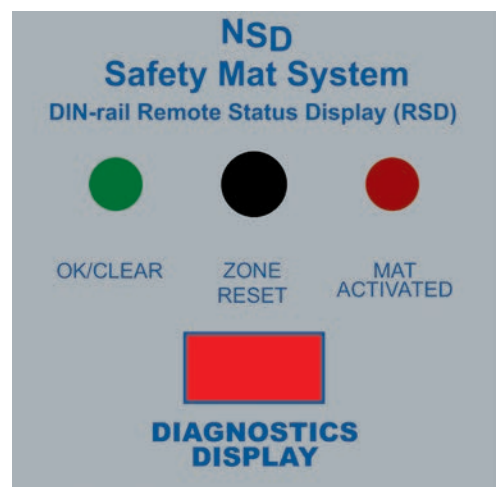 NSD
Safety Mat System
DIN-rail Remote Status Display (RSD)
OK/CLEAR
ZONE
RESET
MAT
ACTIVATED
DIAGNOSTICS
DISPLAY